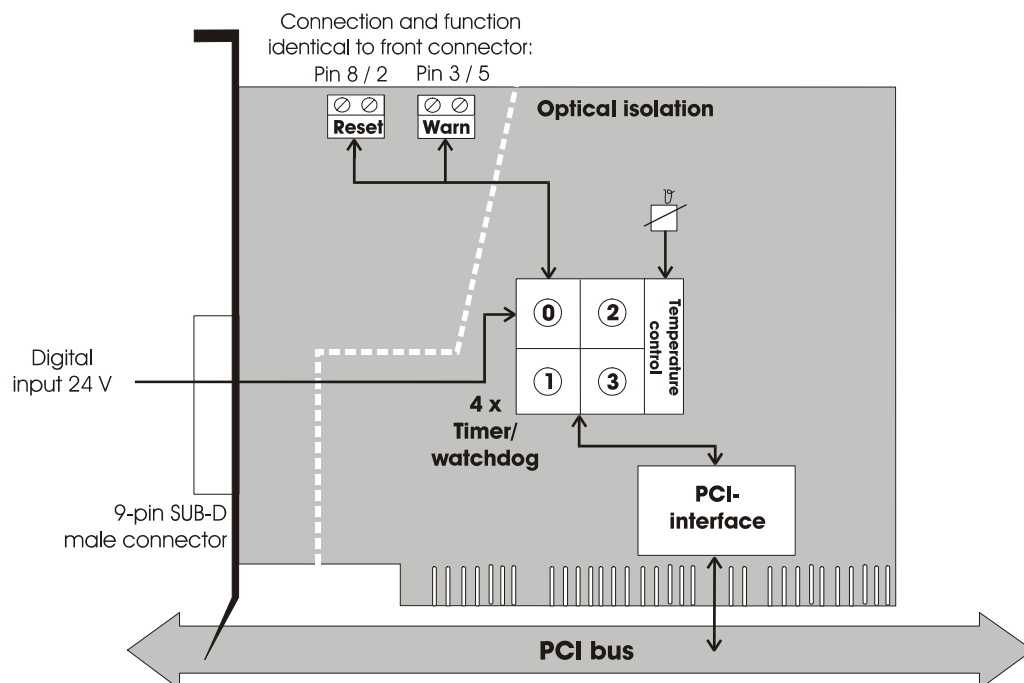 Connection and function
identical to front connector:
Pin 8 / 2
Pin 3 / 5
Reset
Warn
Optical isolation
ϑ
0
2
1
3
Temperature
control
Digital
input 24 V
4 x
Timer/
watchdog
PCI-
interface
9-pin SUB-D
male connector
PCI bus